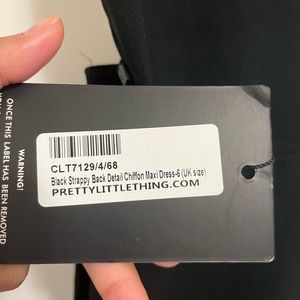 CLT7129/4/68
Black Strappy Back Detail Chiffon Maxi Dress-6 (UK size)
PRETTYLITTLETHING.COM
WARNING!
ONCE THIS LABEL HAS BEEN REMOVED